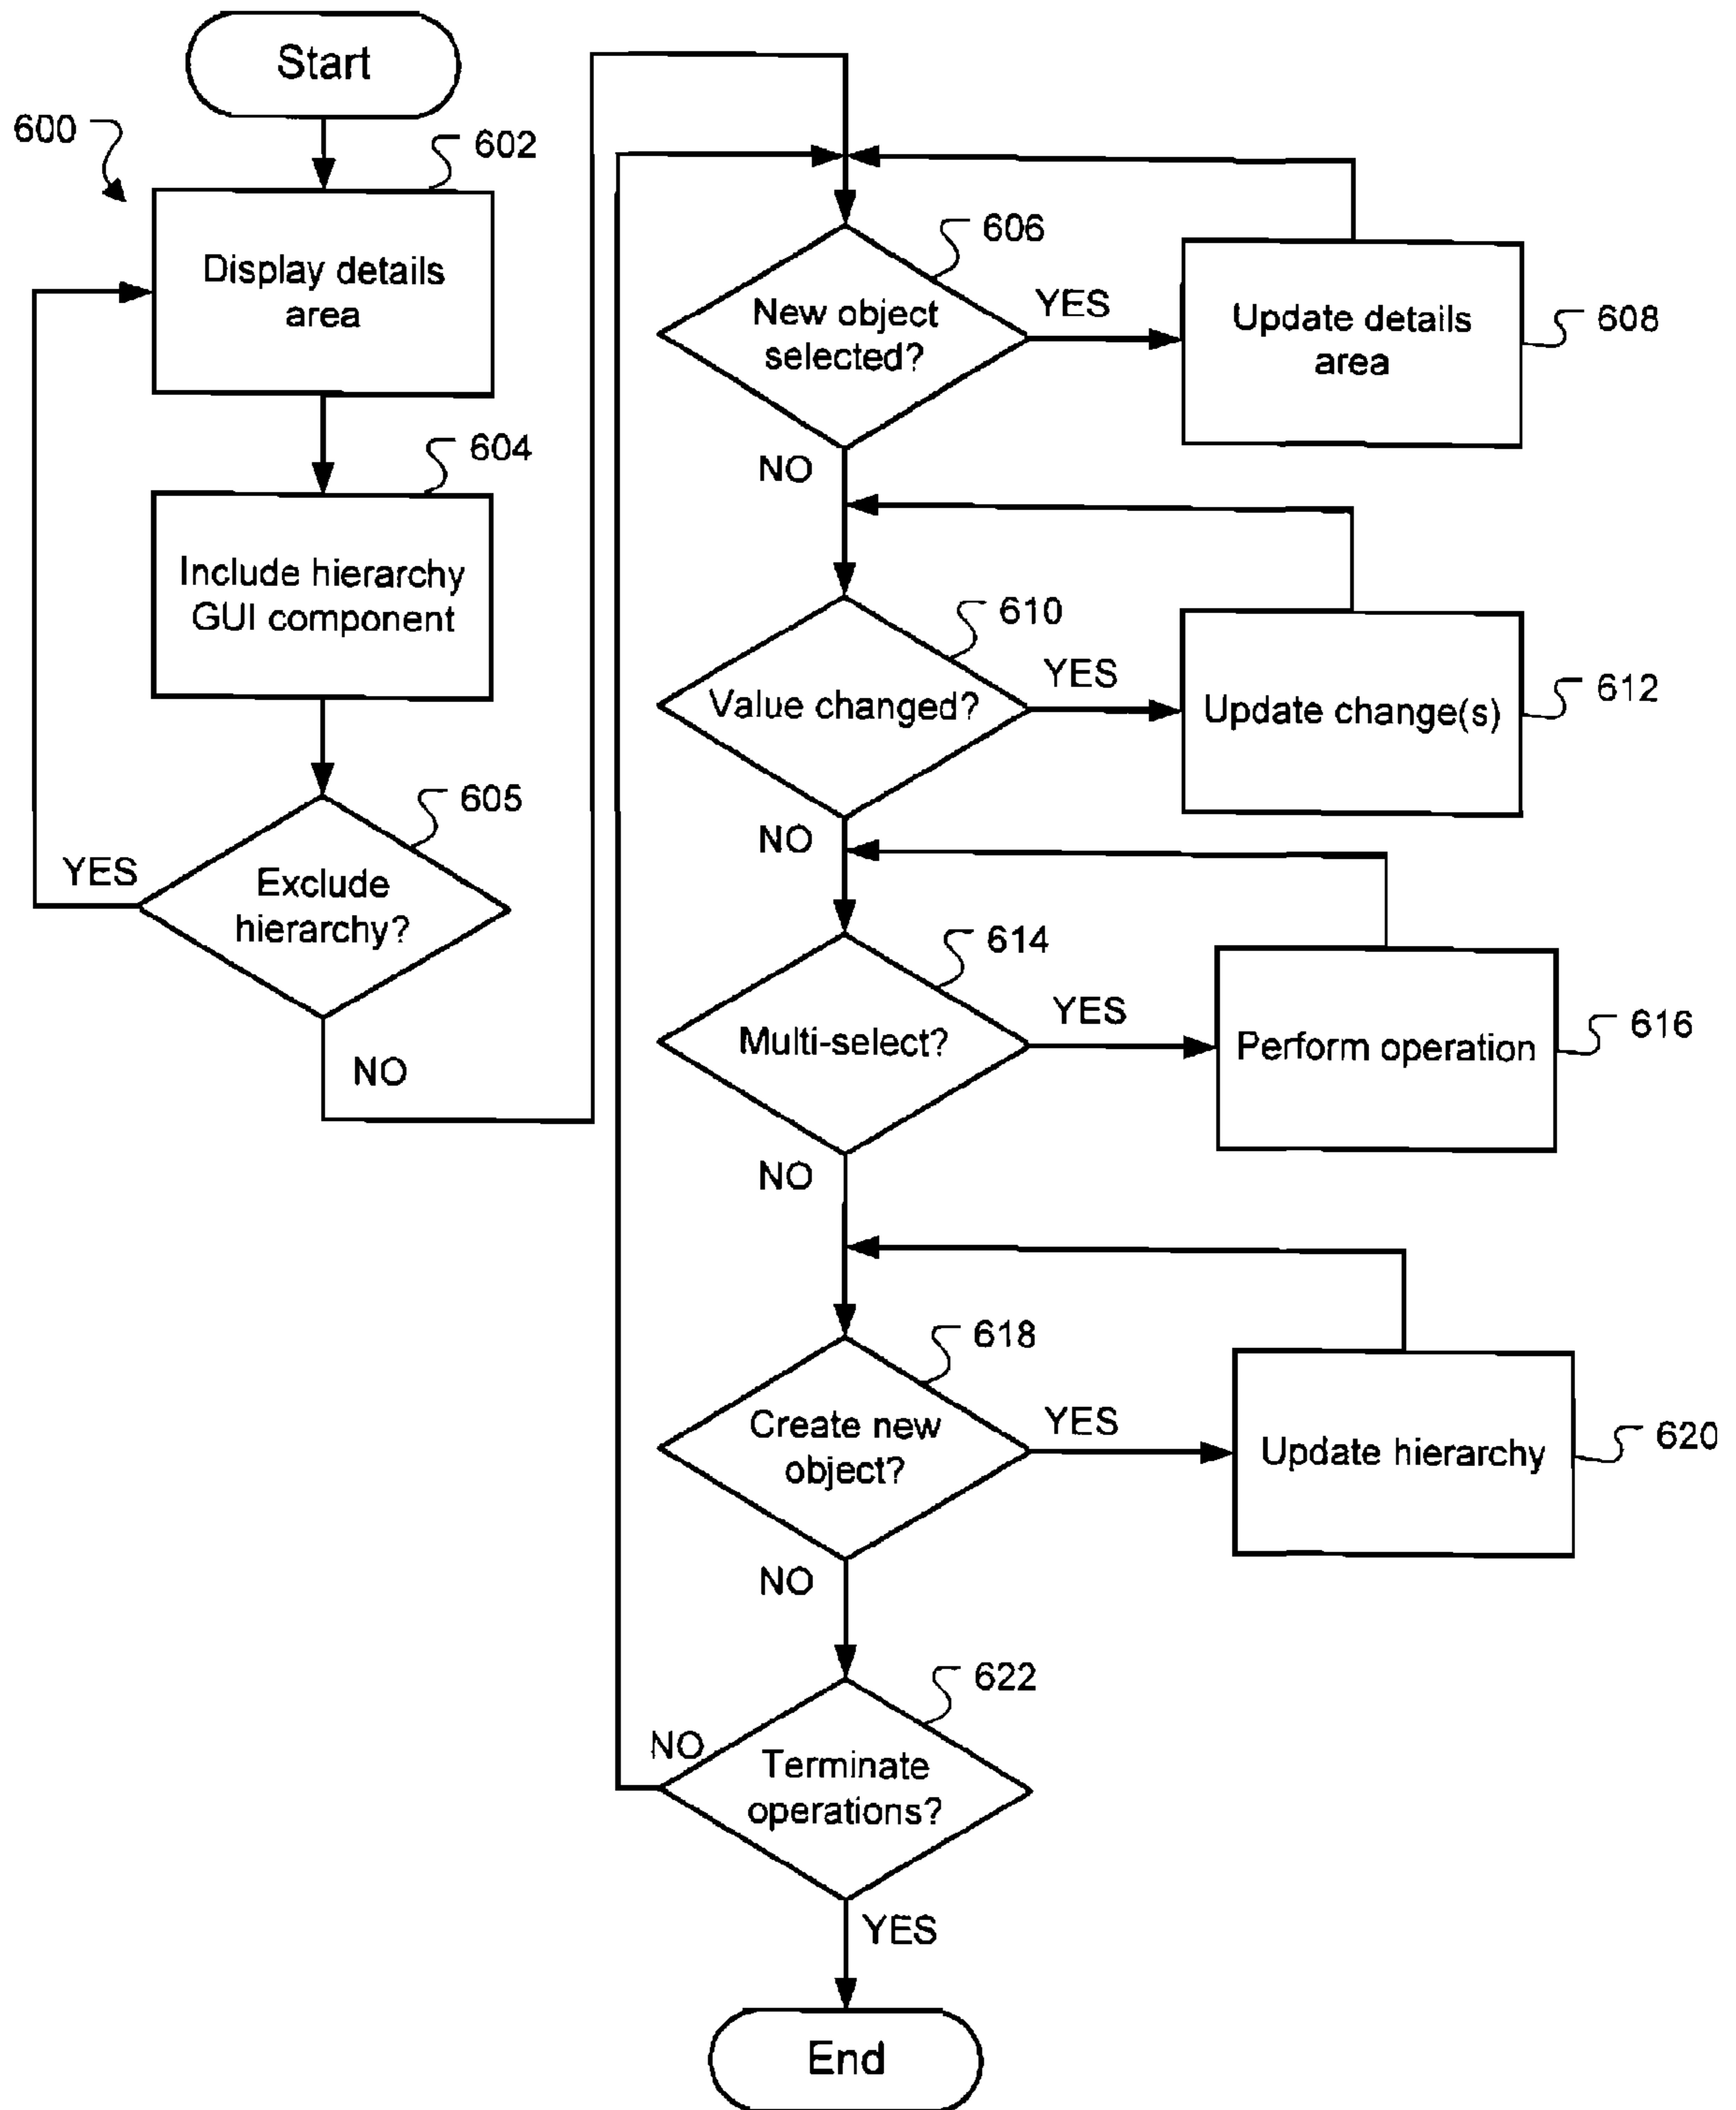 Start
600
602
Display details
area
604
Include hierarchy
GUI component
605
YES
Exclude
hierarchy?
NO
606
New object
selected?
YES
Update details
area
608
NO
610
Value changed?
YES
Update change(s)
612
NO
614
Multi-select?
YES
Perform operation
616
NO
618
Create new
object?
YES
Update hierarchy
620
NO
622
NO
Terminate
operations?
YES
End